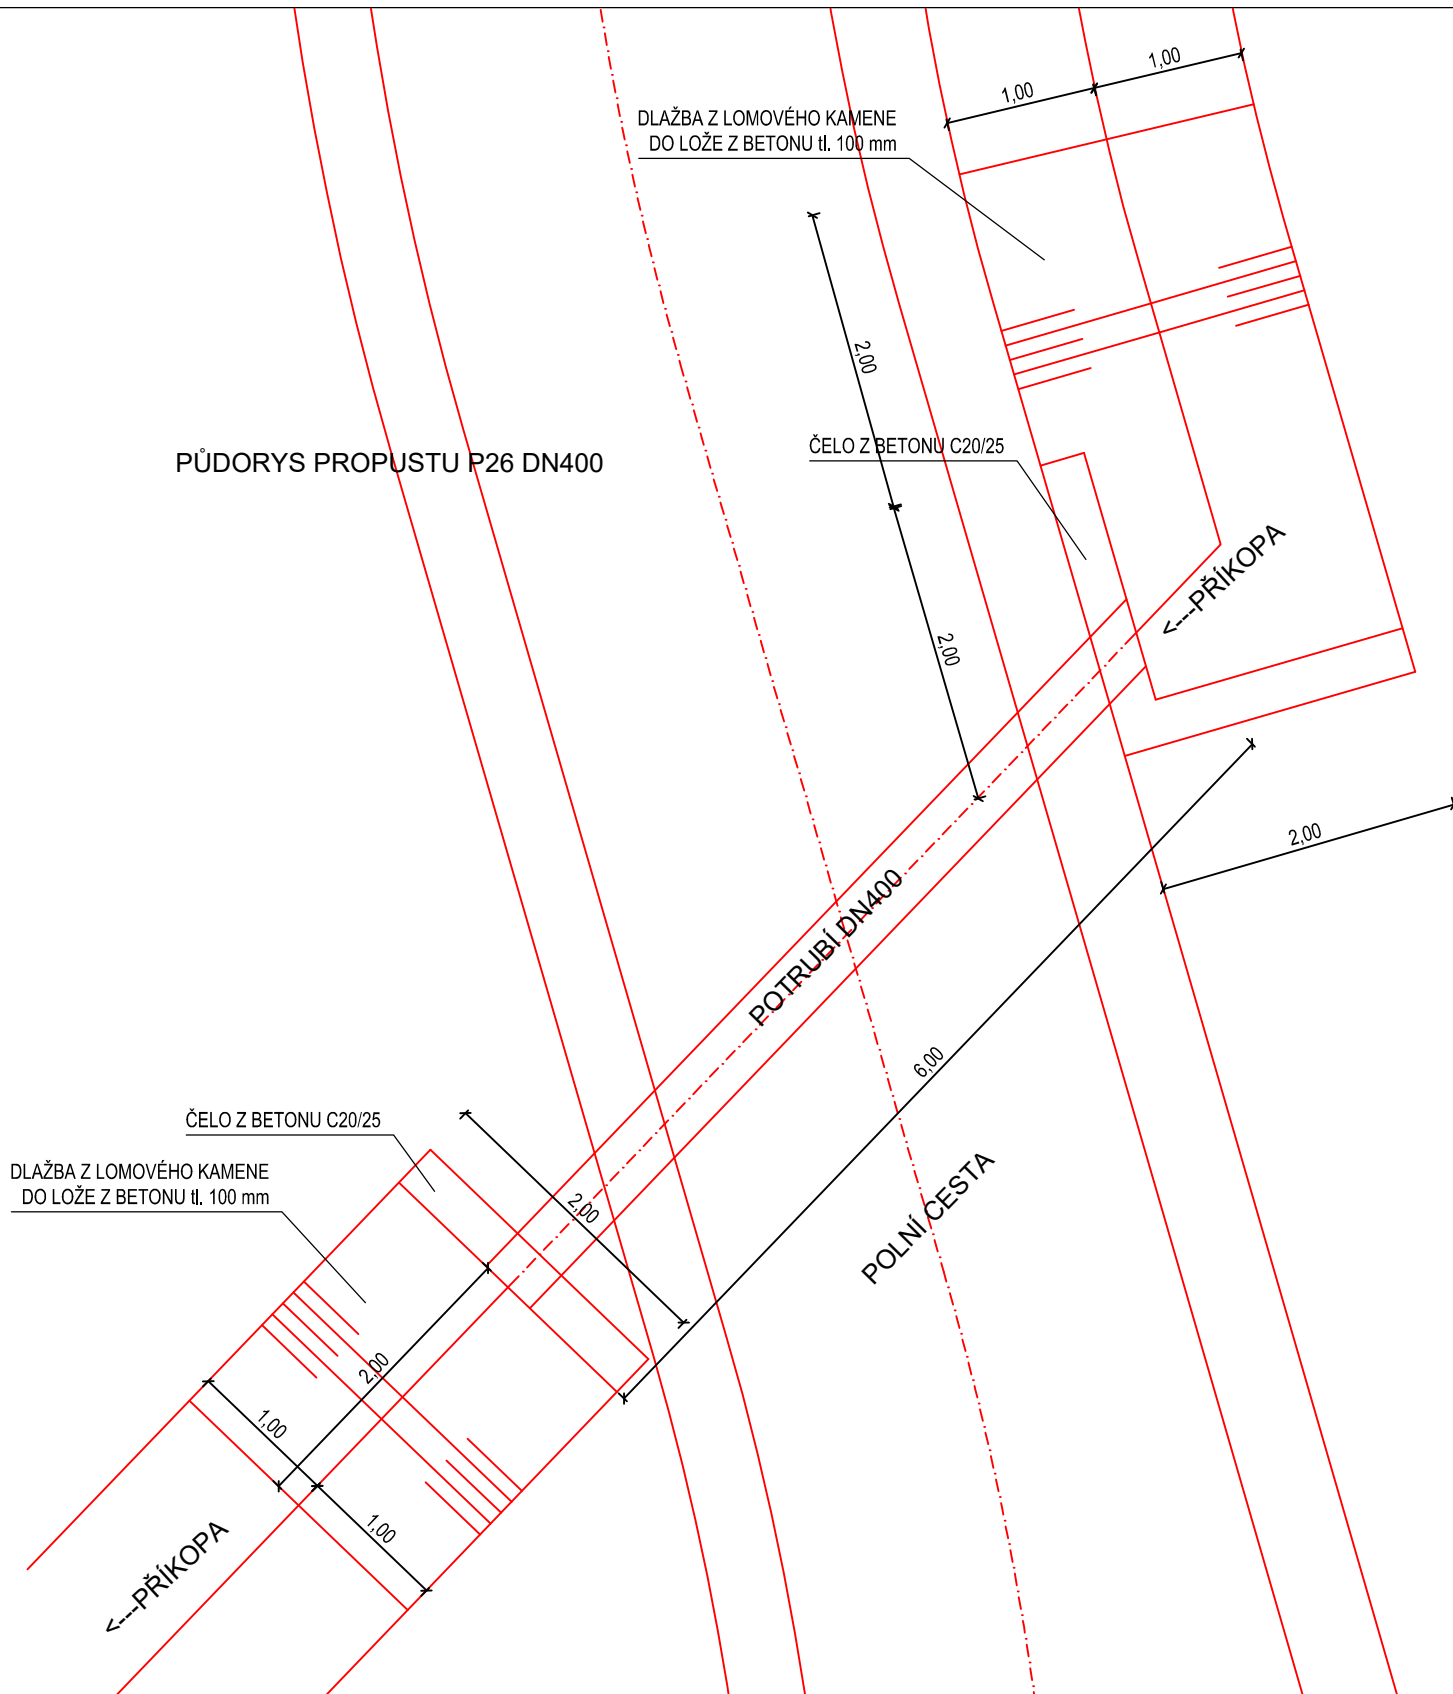 1,00
1,00
DLAŽBA Z LOMOVÉHO KAMENE
DO LOŽE Z BETONU tl. 100 mm
2,00
ČELO Z BETONU C20/25
PŮDORYS PROPUSTU P26 DN400
<---PŘÍKOPA
2,00
2,00
POTRUBÍ DN400
6,00
ČELO Z BETONU C20/25
DLAŽBA Z LOMOVÉHO KAMENE
DO LOŽE Z BETONU tl. 100 mm
2,00
POLNÍ CESTA
2,00
1,00
1,00
<---PŘÍKOPA